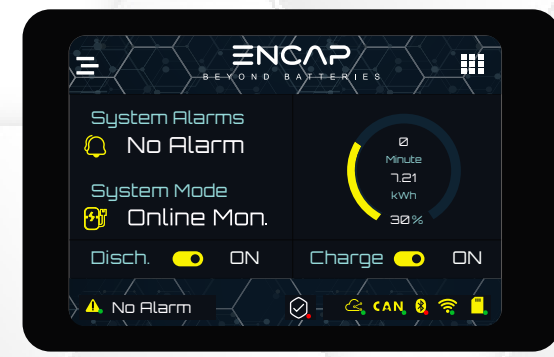 ENCAP
BEYOND BATTERIES
System Alarms
No Alarm
System Mode
Online Mon.
0
Minute
7.21
kWh
30%
Disch. ON
Charge ON
No Alarm
CAN